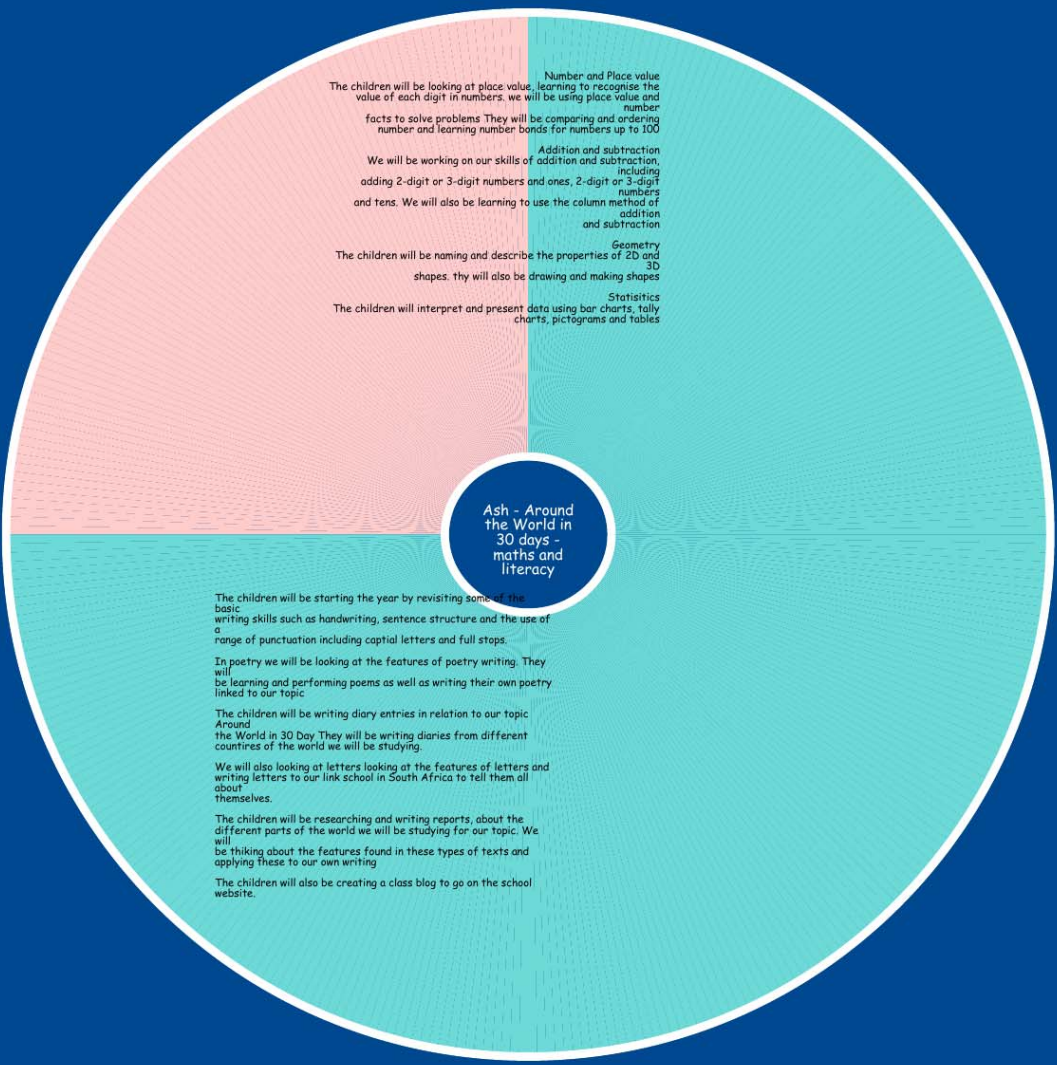 Number and Place value
The children will be looking at place value, learning to recognise the
value of each digit in numbers. we will be using place value and
number
facts to solve problems They will be comparing and ordering
number and learning number bonds for numbers up to 100
Addition and subtraction
We will be working on our skills of addition and subtraction,
including
adding 2-digit or 3-digit numbers and ones, 2-digit or 3-digit
numbers
and tens. We will also be learning to use the column method of
addition
and subtraction
Geometry
The children will be naming and describe the properties of 2D and
3D
shapes. thy will also be drawing and making shapes
Statisitics
The children will interpret and present data using bar charts, tally
charts, pictograms and tables
Ash - Around
the World in
30 days -
maths and
literacy
The children will be starting the year by revisiting some of the
basic
writing skills such as handwriting, sentence structure and the use of
a
range of punctuation including captial letters and full stops.
In poetry we will be looking at the features of poetry writing. They
will
be learning and performing poems as well as writing their own poetry
linked to our topic
The children will be writing diary entries in relation to our topic
Around
the World in 30 Day They will be writing diaries from different
countires of the world we will be studying.
We will also looking at letters looking at the features of letters and
writing letters to our link school in South Africa to tell them all
about
themselves.
The children will be researching and writing reports, about the
different parts of the world we will be studying for our topic. We
will
be thiking about the features found in these types of texts and
applying these to our own writing
The children will also be creating a class blog to go on the school
website.